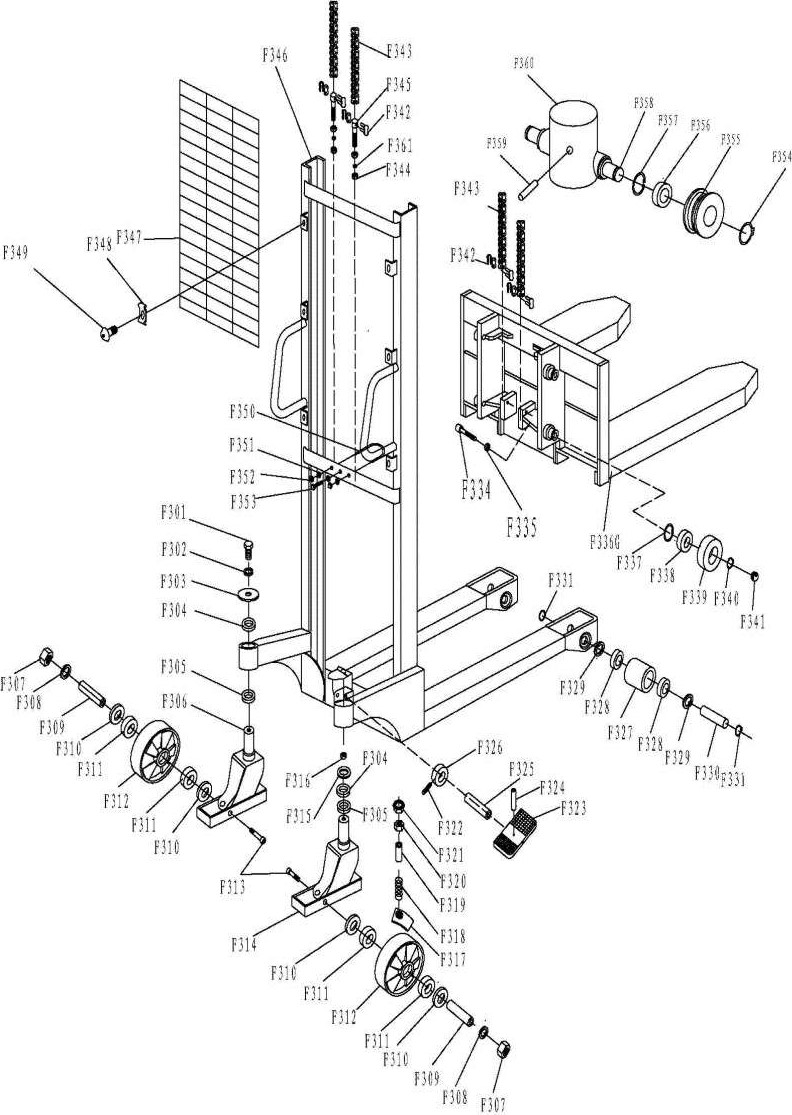 F346
F343
F345
F342
F361
F344
F360
F359
F358
F357
F356
F355
F354
F343
F342
F349
F348
F347
F350
F351
F352
F353
F334
F335
F336G
F337
F338
F339
F340
F341
F301
F302
F303
F304
F305
F306
F307
F308
F309
F310
F311
F312
F311
F310
F313
F314
F331
F329
F328
F327
F328
F329
F330
F331
F326
F325
F324
F323
F322
F316
F315
F304
F305
F321
F320
F319
F318
F317
F310
F311
F312
F311
F310
F309
F308
F307